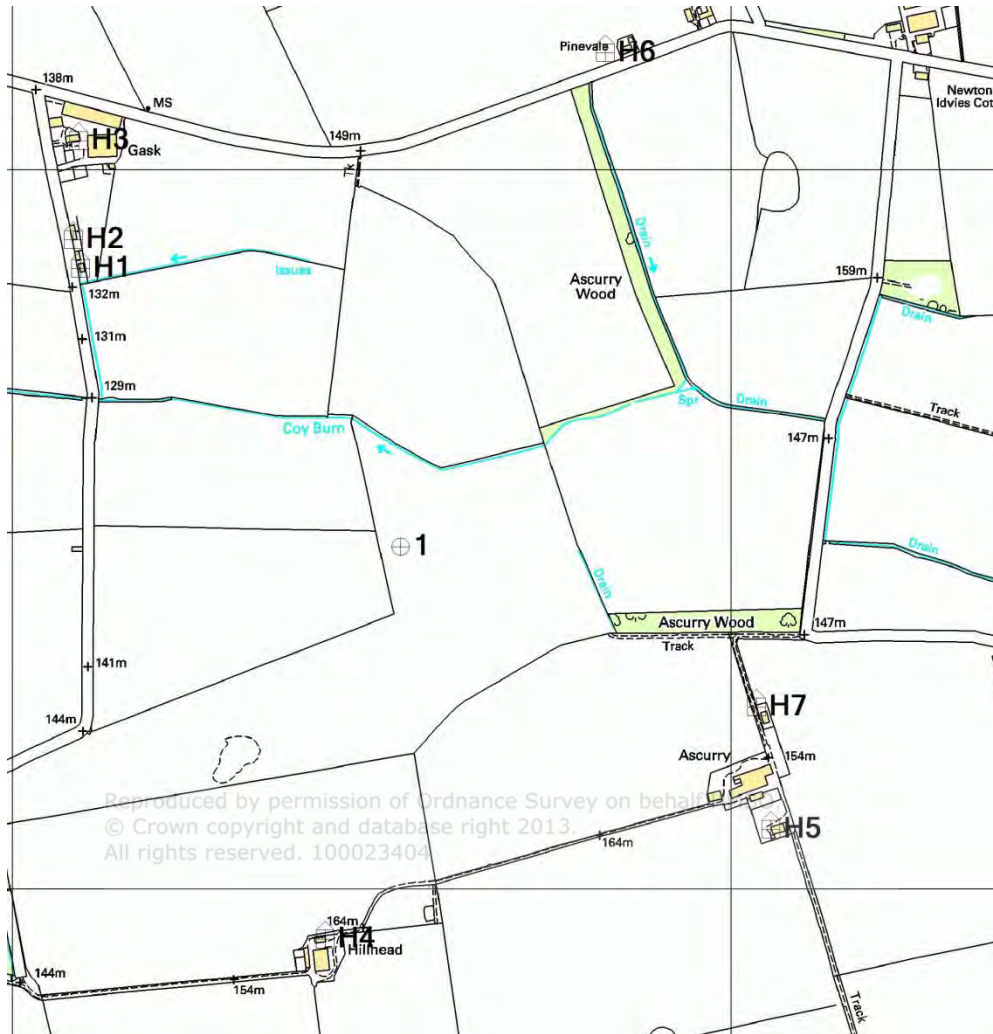 Pinevale
H6
138m
MS
Newton
Idvies Cot
H3
Gask
149m
Tk
Drain
H2
H1
Issues
132m
Ascurry
Wood
159m
Drain
131m
129m
Coy Burn
Spr
Drain
Track
147m
1
Drain
Drain
Ascurry Wood
147m
Track
141m
H7
144m
Ascurry
154m
Reproduced by permission of Ordnance Survey on behalf
© Crown copyright and database right 2013.
All rights reserved. 100023404
H5
164m
164m
H4
Hillhead
144m
154m
Track